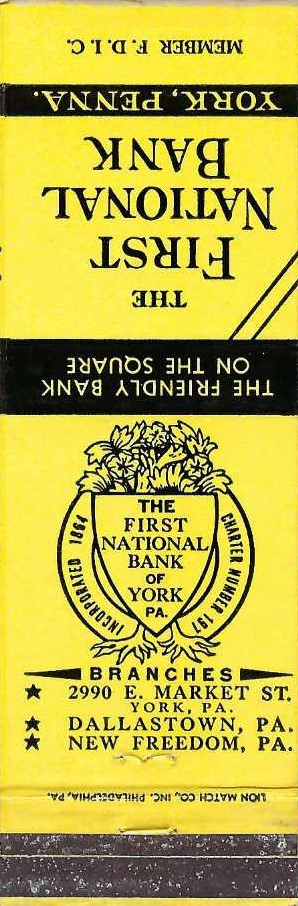 THE FRIENDLY BANK
ON THE SQUARE
THE
FIRST
NATIONAL
BANK
YORK, PENNA.
MEMBER F. D. I. C.
INCORPORATED 1864
CHARTER NUMBER 197
THE
FIRST
NATIONAL
BANK
OF
YORK
PA.
BRANCHES
★ 2990 E. MARKET ST.
YORK, PA.
★ DALLASTOWN, PA.
★ NEW FREEDOM, PA.
LION MATCH CO., INC. PHILADELPHIA, PA.